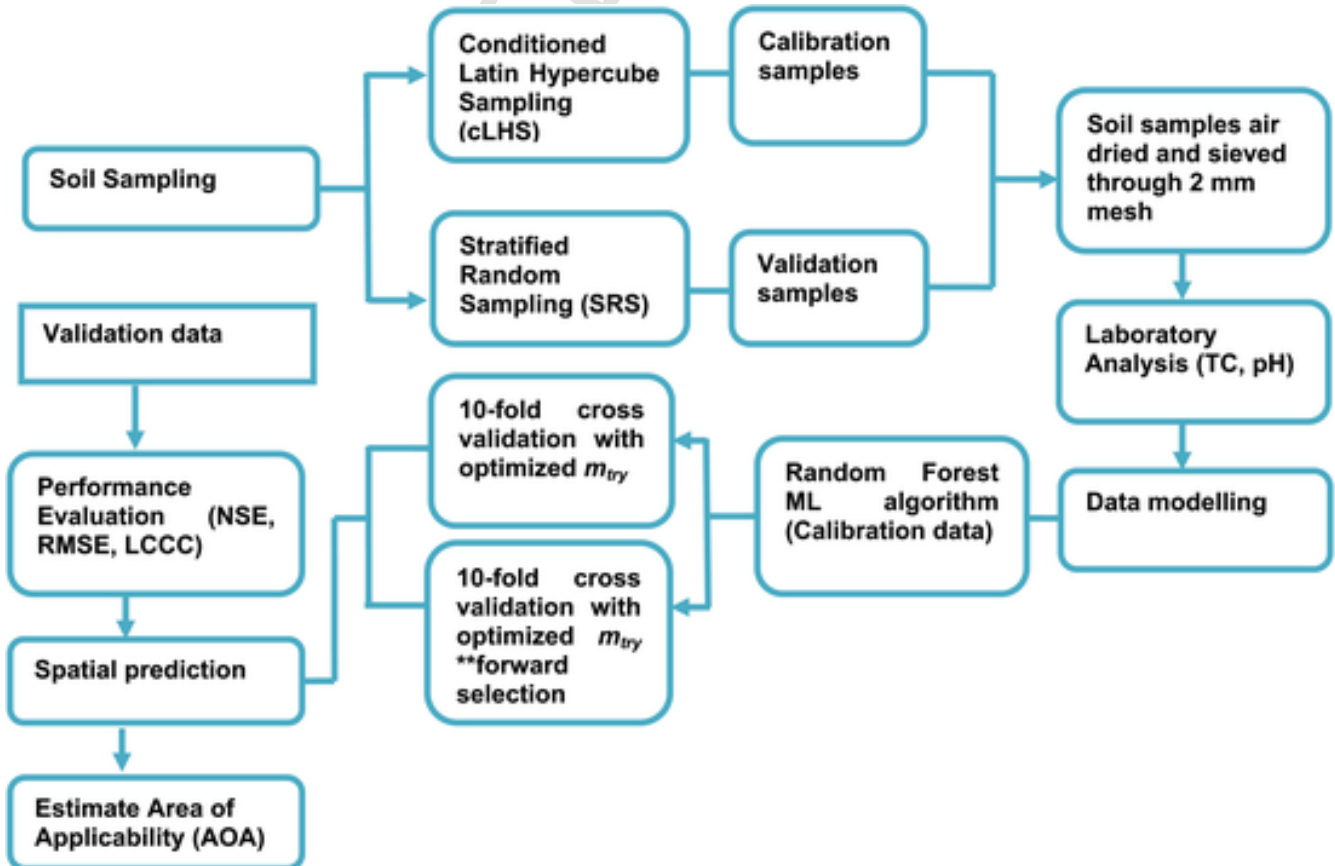 Soil Sampling
Conditioned
Latin Hypercube
Sampling
(cLHS)
Calibration
samples
Stratified
Random
Sampling (SRS)
Validation
samples
Soil samples air
dried and sieved
through 2 mm
mesh
Laboratory
Analysis (TC, pH)
Data modelling
Random Forest
ML algorithm
(Calibration data)
10-fold cross
validation with
optimized mtry
10-fold cross
validation with
optimized mtry
**forward
selection
Validation data
Performance
Evaluation (NSE,
RMSE, LCCC)
Spatial prediction
Estimate Area of
Applicability (AOA)